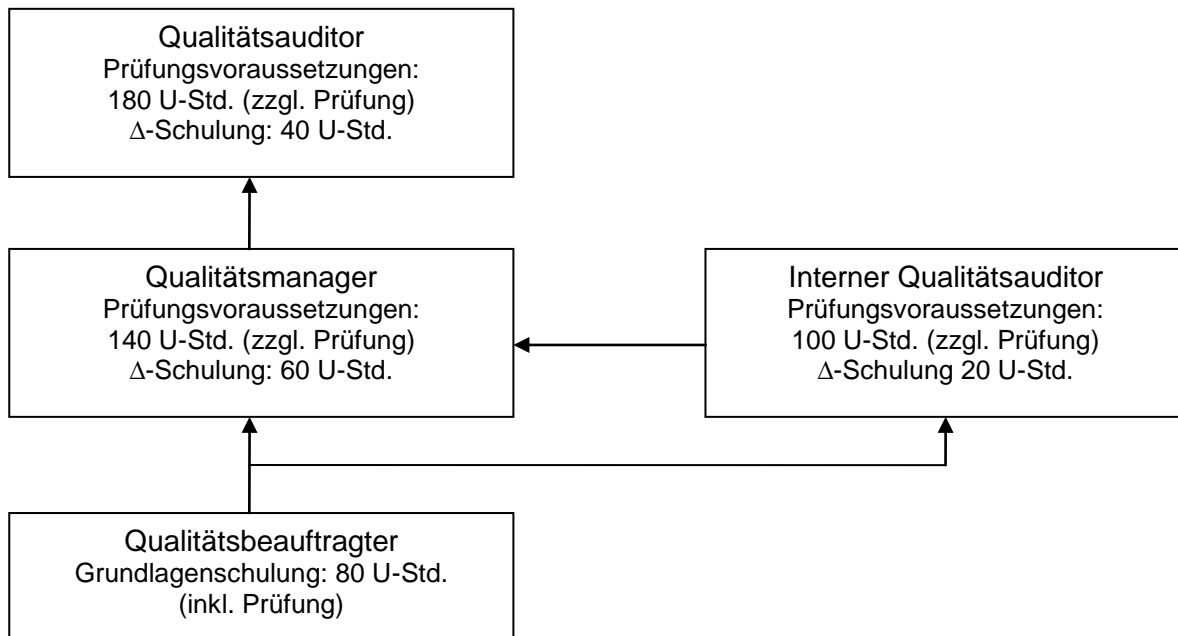 Qualitätsauditor
Prüfungsvoraussetzungen:
180 U-Std. (zzgl. Prüfung)
∆-Schulung: 40 U-Std.
Qualitätsmanager
Prüfungsvoraussetzungen:
140 U-Std. (zzgl. Prüfung)
∆-Schulung: 60 U-Std.
Interner Qualitätsauditor
Prüfungsvoraussetzungen:
100 U-Std. (zzgl. Prüfung)
∆-Schulung 20 U-Std.
Qualitätsbeauftragter
Grundlagenschulung: 80 U-Std.
(inkl. Prüfung)